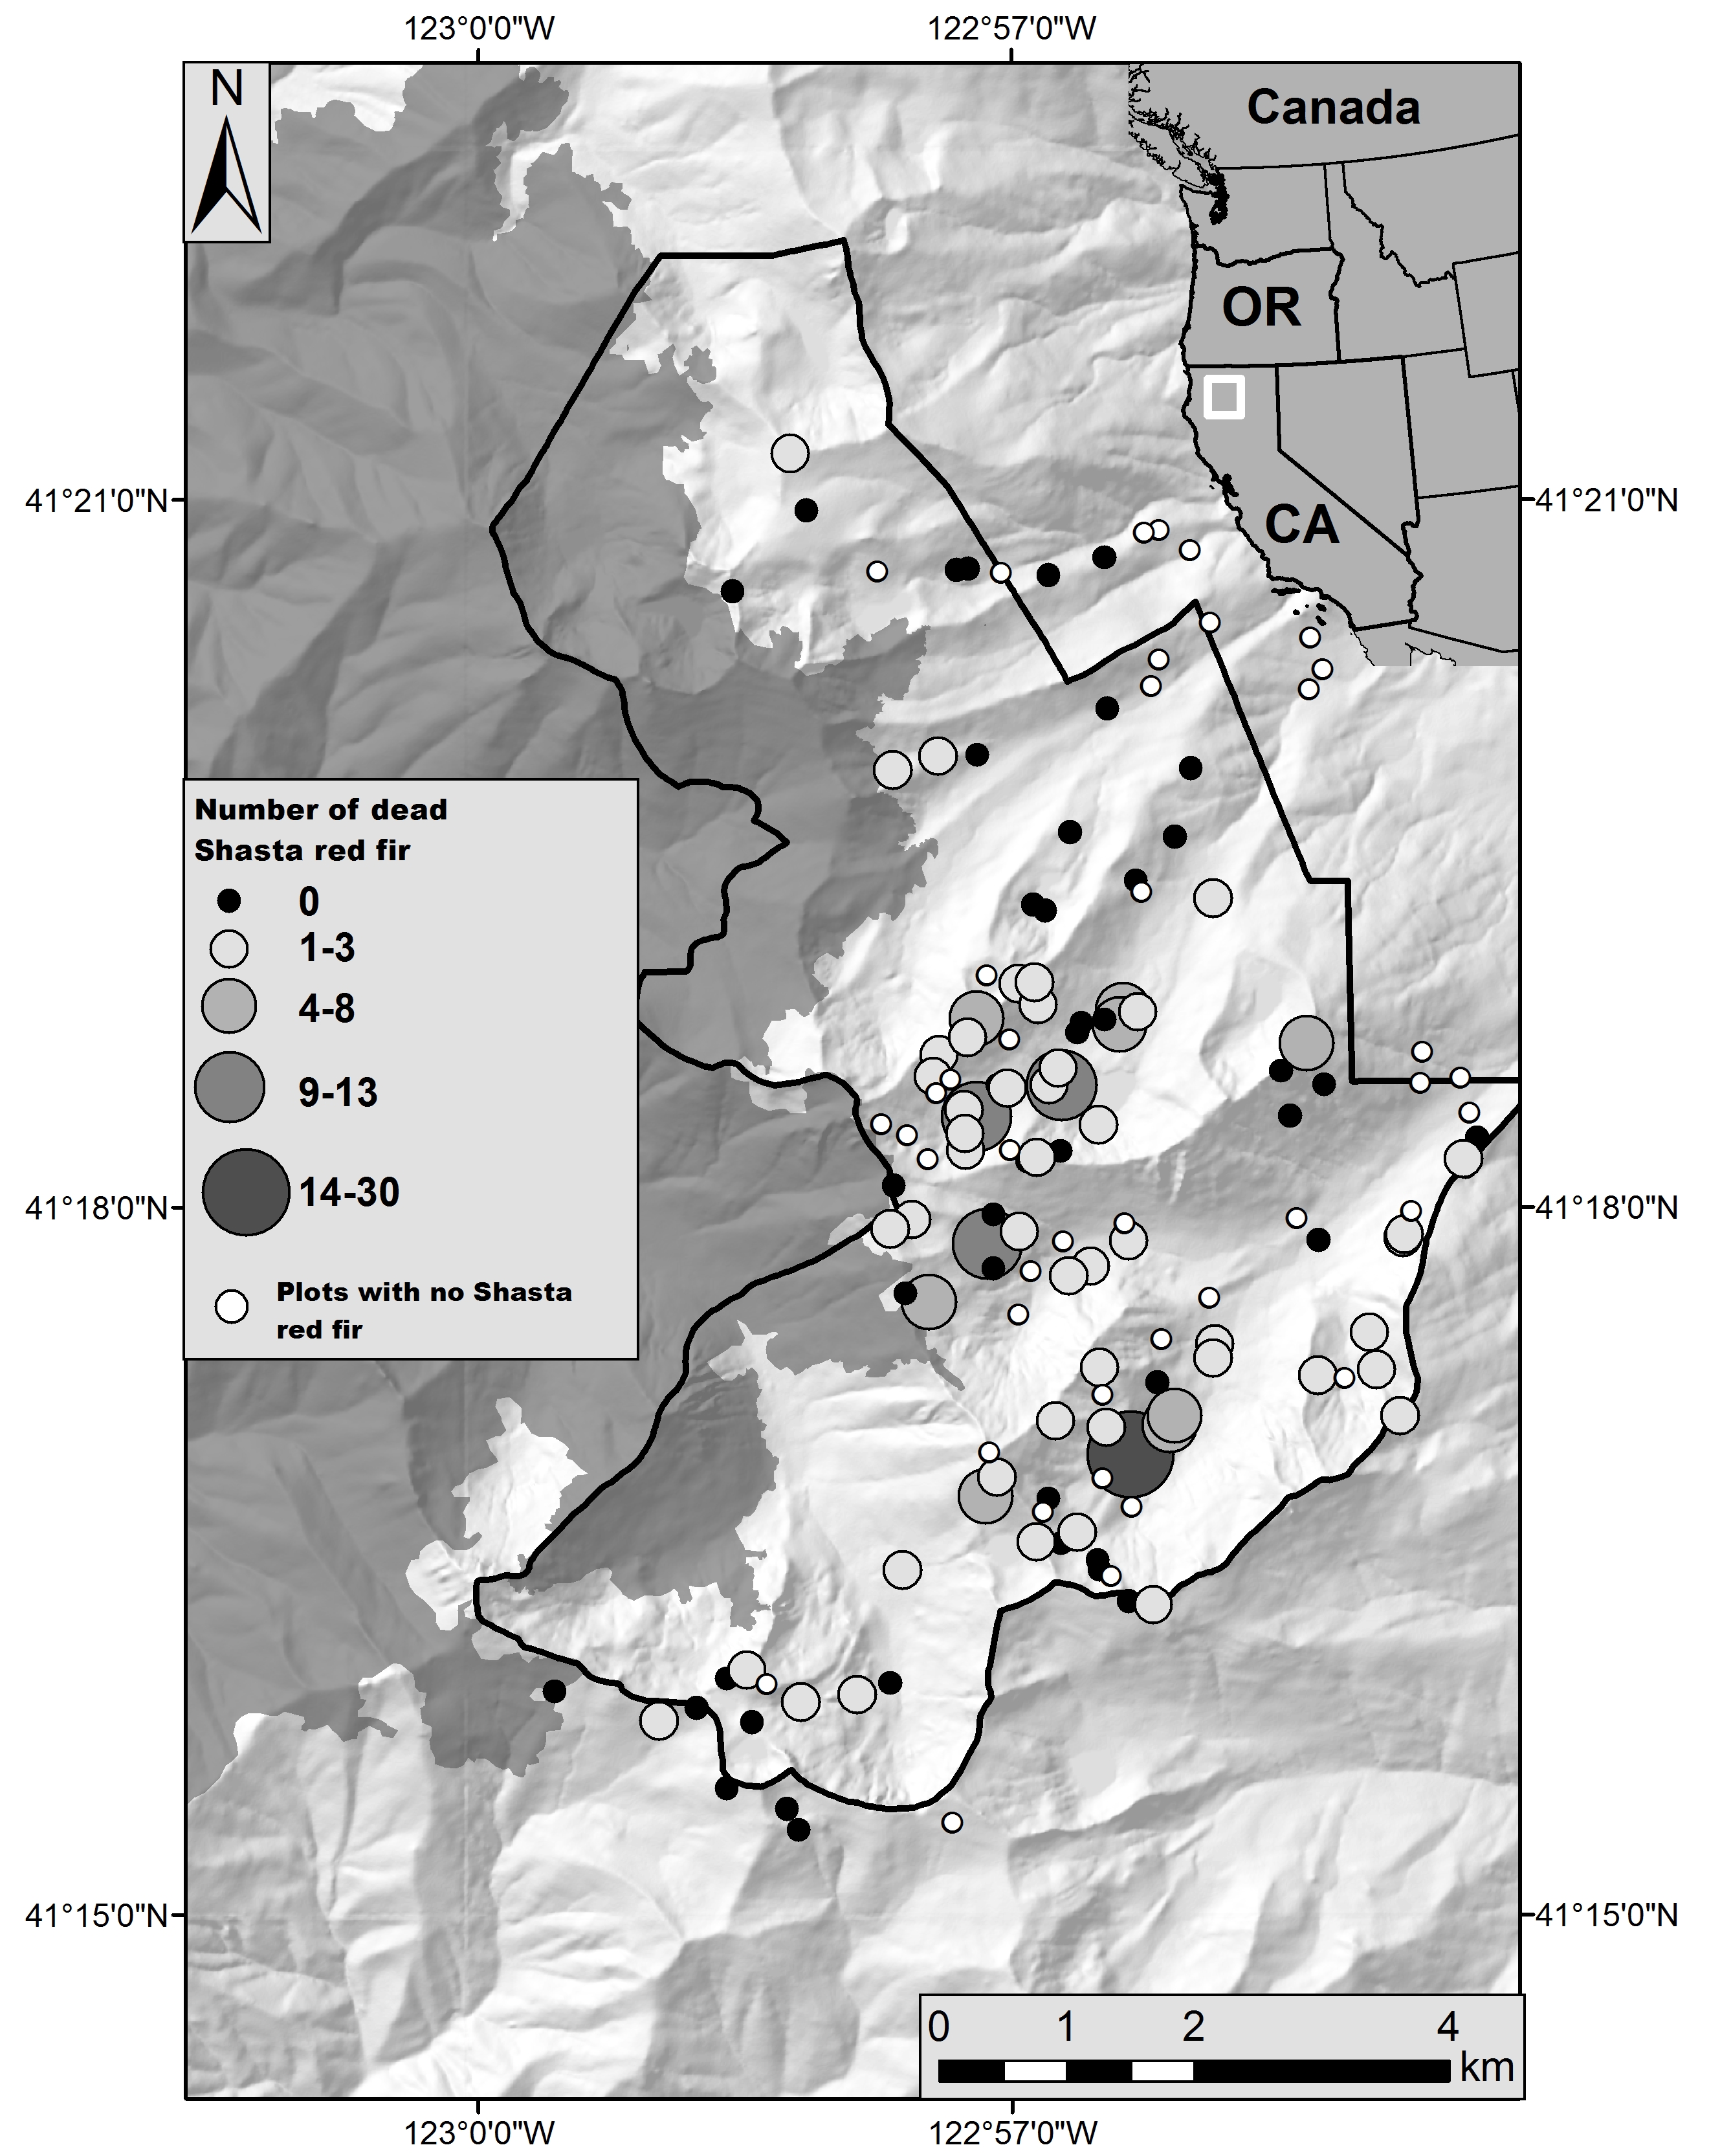 123°0'0"W 122°57'0"W
N
Canada
OR
CA
41°21'0"N 41°21'0"N
Number of dead
Shasta red fir
0
1-3
4-8
9-13
14-30
Plots with no Shasta
red fir
41°18'0"N 41°18'0"N
41°15'0"N 41°15'0"N
0 1 2 4
km
123°0'0"W 122°57'0"W